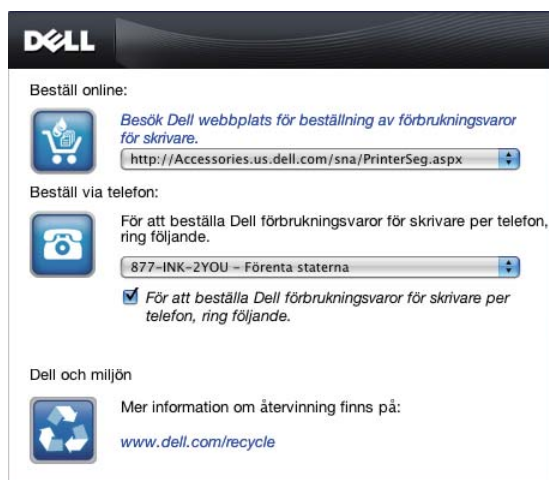 DELL
Beställ online:
Besök Dell webbplats för beställning av förbrukningsvaror
för skrivare.
http://Accessories.us.dell.com/sna/PrinterSeg.aspx
Beställ via telefon:
För att beställa Dell förbrukningsvaror för skrivare per telefon,
ring följande.
877-INK-2YOU – Förenta staterna
För att beställa Dell förbrukningsvaror för skrivare per
telefon, ring följande.
Dell och miljön
Mer information om återvinning finns på:
www.dell.com/recycle